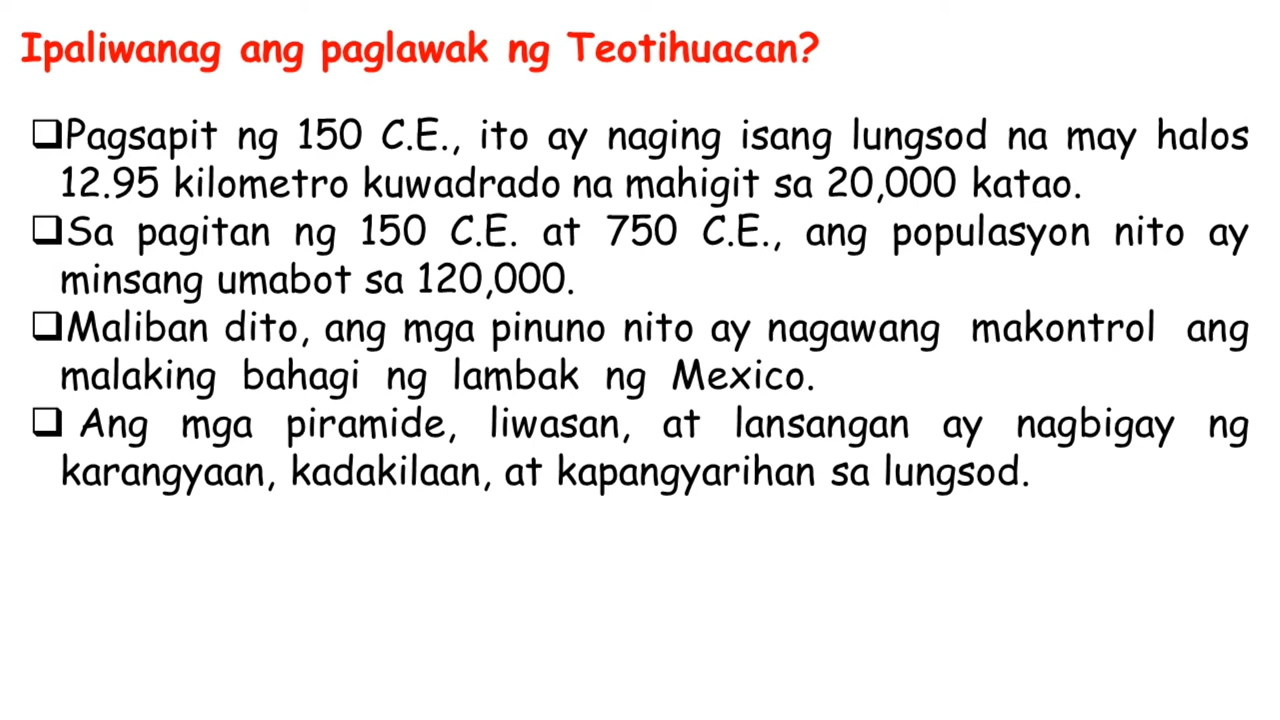 Ipaliwanag ang paglawak ng Teotihuacan?
❑Pagsapit ng 150 C.E., ito ay naging isang lungsod na may halos
12.95 kilometro kuwadrado na mahigit sa 20,000 katao.
❑Sa pagitan ng 150 C.E. at 750 C.E., ang populasyon nito ay
minsang umabot sa 120,000.
❑Maliban dito, ang mga pinuno nito ay nagawang makontrol ang
malaking bahagi ng lambak ng Mexico.
❑ Ang mga piramide, liwasan, at lansangan ay nagbigay ng
karangyaan, kadakilaan, at kapangyarihan sa lungsod.